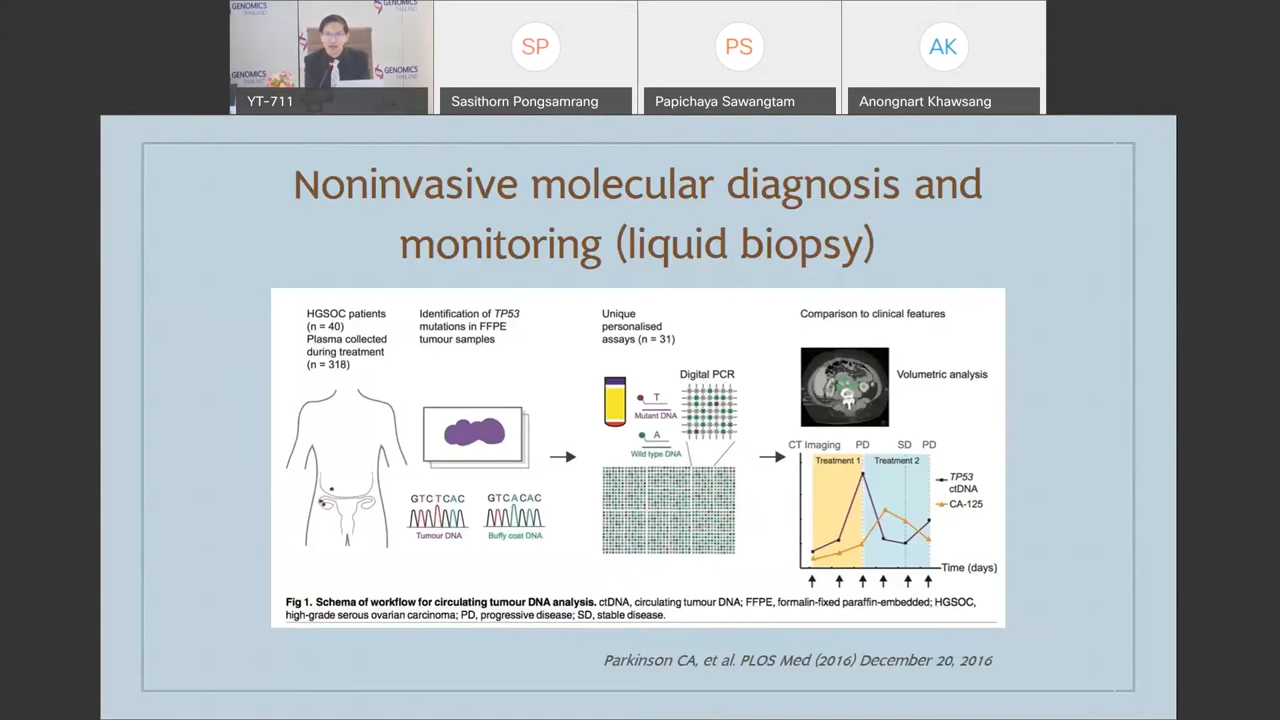 GENOMICS
THAILAND
GENOMICS
THAILAND
GENOMICS
THAILAND
GENOMICS
THAILAND
YT-711
SP
Sasithorn Pongsamrang
PS
Papichaya Sawangtam
AK
Anongnart Khawsang
Noninvasive molecular diagnosis and
monitoring (liquid biopsy)
HGSOC patients
(n = 40)
Plasma collected
during treatment
(n = 318)
Identification of TP53
mutations in FFPE
tumour samples
GTCTCAC
GTCACAC
Tumour DNA
Buffy coat DNA
Unique
personalised
assays (n = 31)
Digital PCR
T
Mutant DNA
A
Wild type DNA
Comparison to clinical features
Volumetric analysis
CT Imaging
PD
SD
PD
Treatment 1
Treatment 2
TP53
ctDNA
CA-125
Time (days)
Fig 1. Schema of workflow for circulating tumour DNA analysis. ctDNA, circulating tumour DNA; FFPE, formalin-fixed paraffin-embedded; HGSOC,
high-grade serous ovarian carcinoma; PD, progressive disease; SD, stable disease.
Parkinson CA, et al. PLOS Med (2016) December 20, 2016